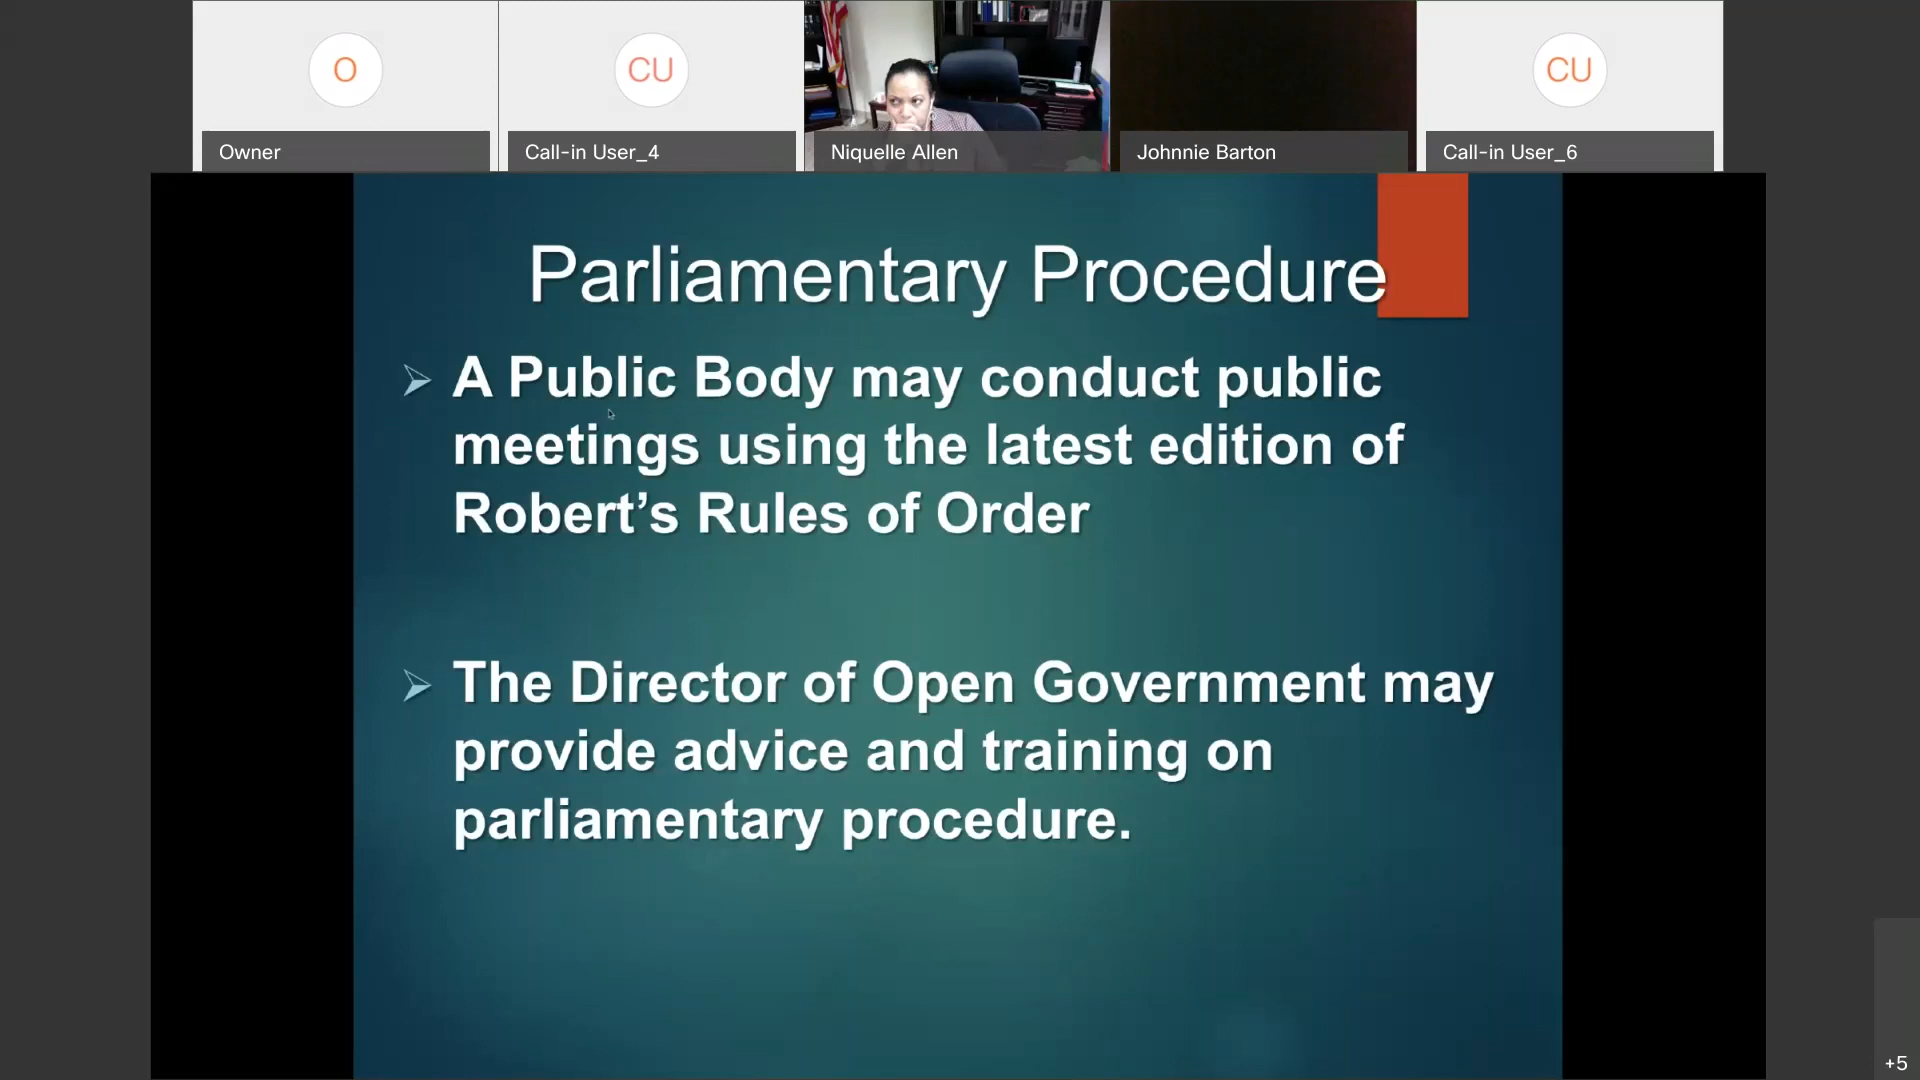 O
CU
CU
Owner
Call-in User_4
Niquelle Allen
Johnnie Barton
Call-in User_6
Parliamentary Procedure
➢ A Public Body may conduct public
meetings using the latest edition of
Robert’s Rules of Order
➢ The Director of Open Government may
provide advice and training on
parliamentary procedure.
+5